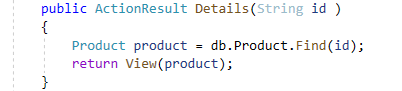 public ActionResult Details(String id )
{
Product product = db.Product.Find(id);
return View(product);
}